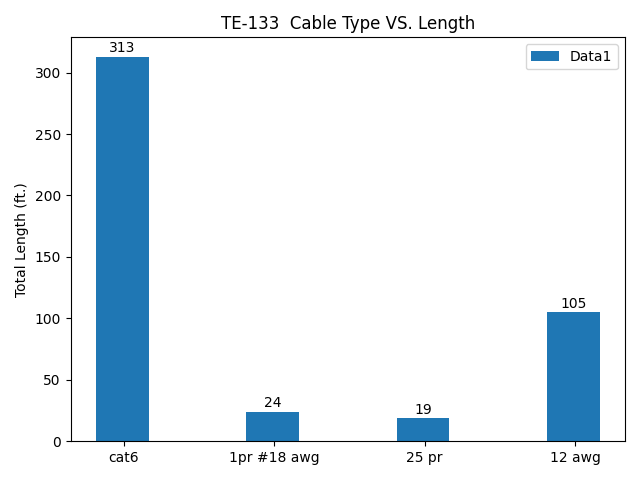 TE-133  Cable Type VS. Length
Data1
Total Length (ft.)
300
250
200
150
100
50
0
313
24
19
105
cat6
1pr #18 awg
25 pr
12 awg